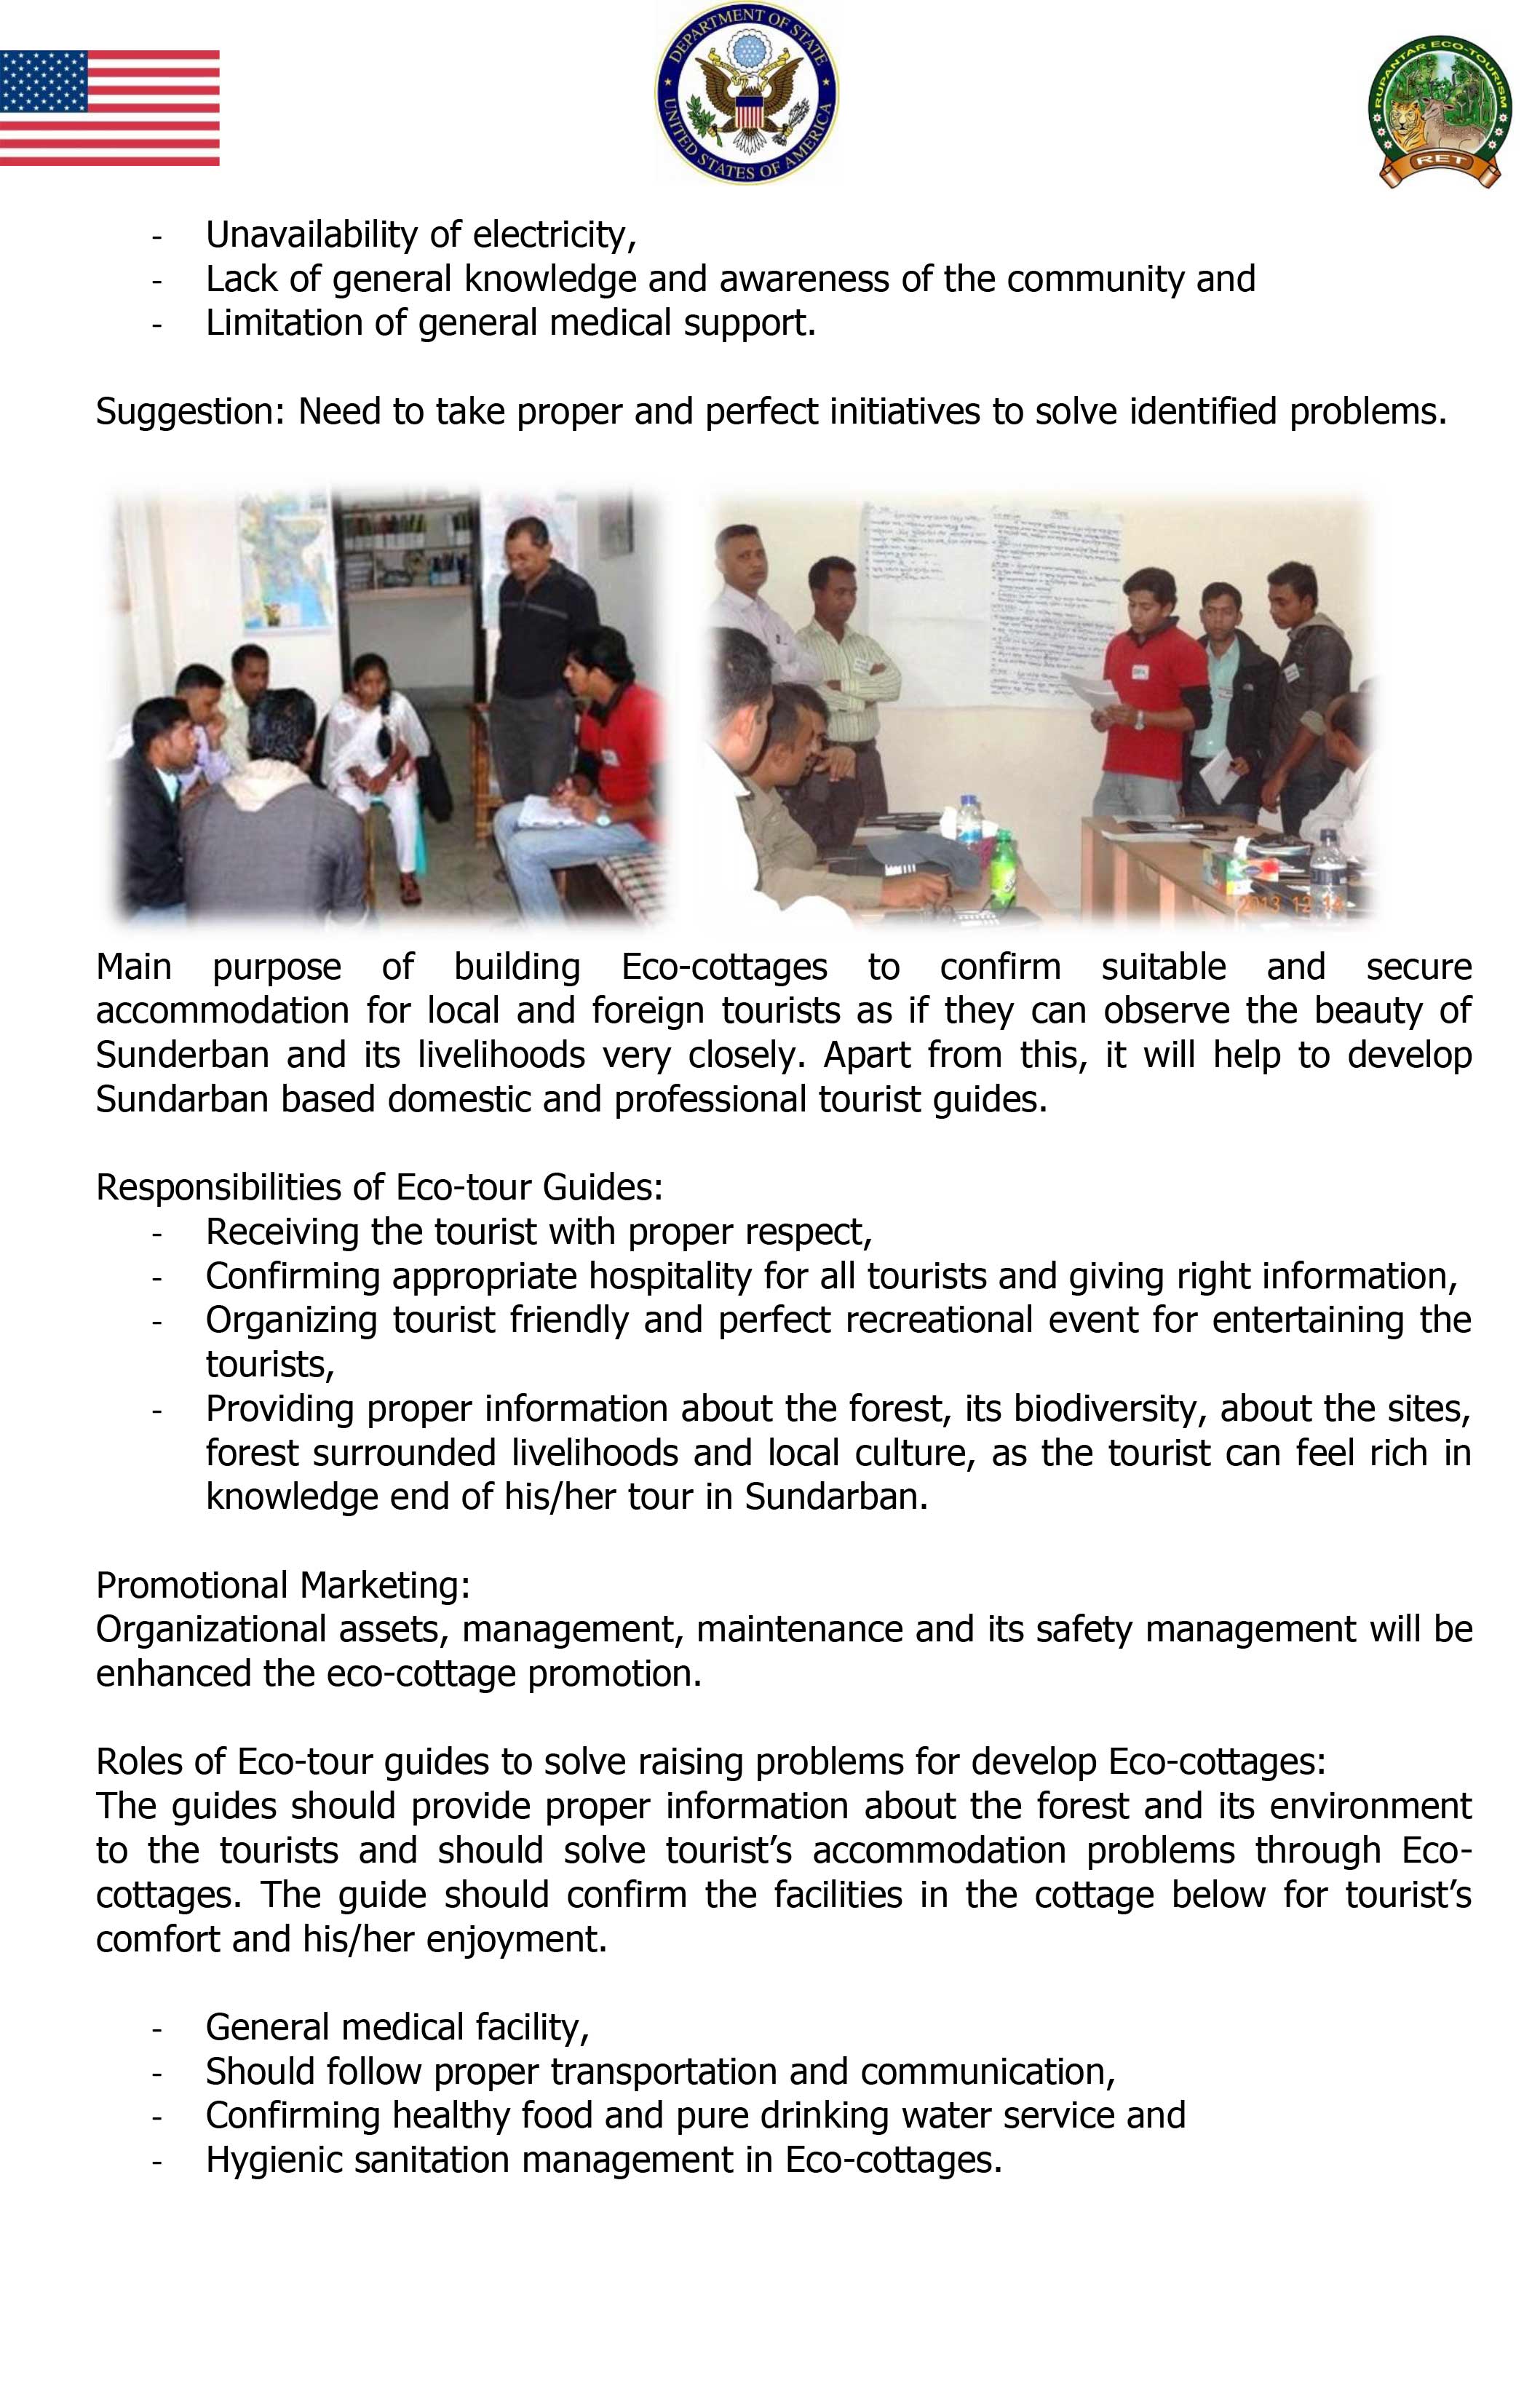 DEPARTMENT OF STATE
UNITED STATES OF AMERICA
RUPANTAR ECO-TOURISM
RET
- Unavailability of electricity,
- Lack of general knowledge and awareness of the community and
- Limitation of general medical support.
Suggestion: Need to take proper and perfect initiatives to solve identified problems.
2013 12 14
Main purpose of building Eco-cottages to confirm suitable and secure
accommodation for local and foreign tourists as if they can observe the beauty of
Sunderban and its livelihoods very closely. Apart from this, it will help to develop
Sundarban based domestic and professional tourist guides.
Responsibilities of Eco-tour Guides:
- Receiving the tourist with proper respect,
- Confirming appropriate hospitality for all tourists and giving right information,
- Organizing tourist friendly and perfect recreational event for entertaining the
tourists,
- Providing proper information about the forest, its biodiversity, about the sites,
forest surrounded livelihoods and local culture, as the tourist can feel rich in
knowledge end of his/her tour in Sundarban.
Promotional Marketing:
Organizational assets, management, maintenance and its safety management will be
enhanced the eco-cottage promotion.
Roles of Eco-tour guides to solve raising problems for develop Eco-cottages:
The guides should provide proper information about the forest and its environment
to the tourists and should solve tourist’s accommodation problems through Eco-
cottages. The guide should confirm the facilities in the cottage below for tourist’s
comfort and his/her enjoyment.
- General medical facility,
- Should follow proper transportation and communication,
- Confirming healthy food and pure drinking water service and
- Hygienic sanitation management in Eco-cottages.